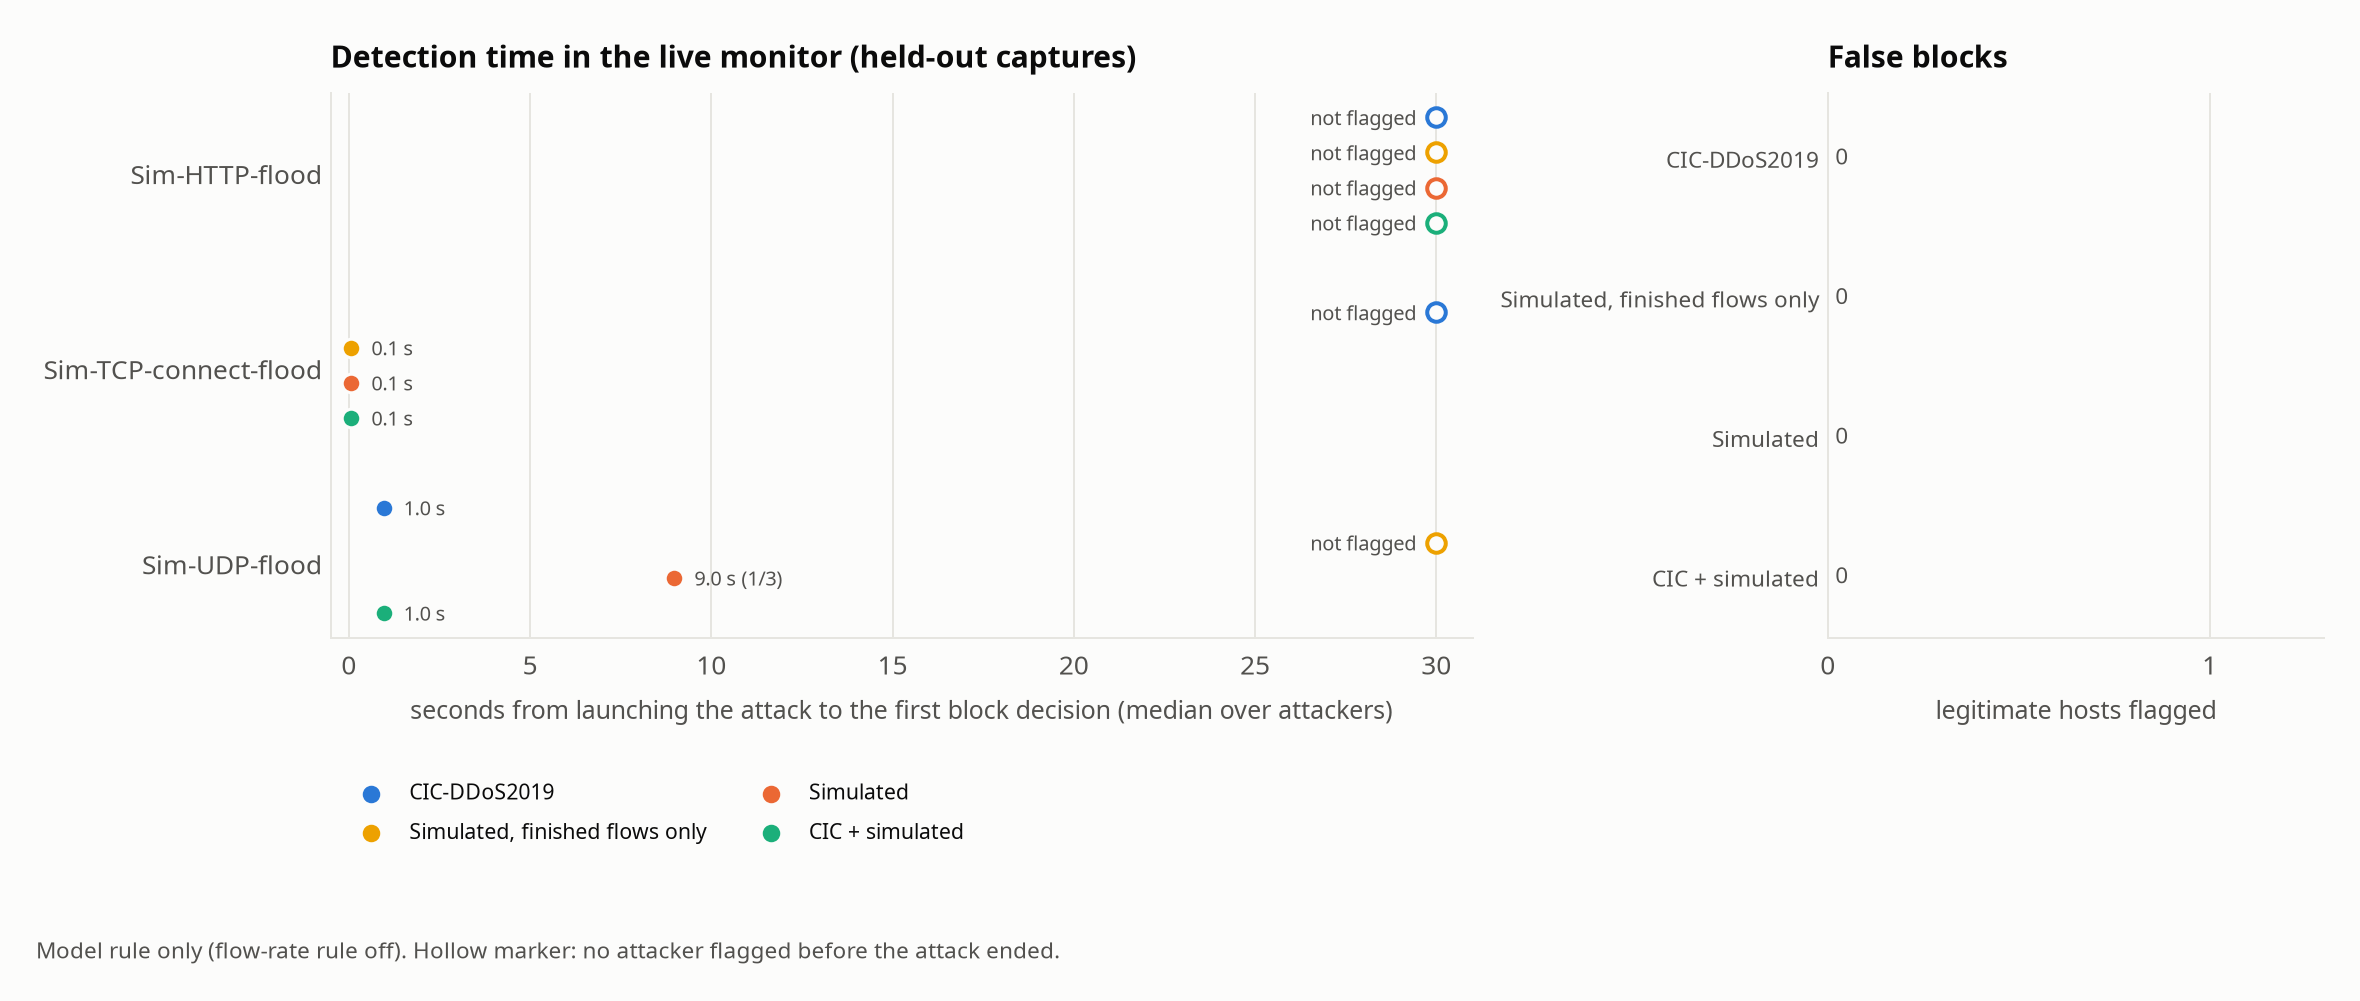 Detection time in the live monitor (held-out captures)
Sim-HTTP-flood
Sim-TCP-connect-flood
Sim-UDP-flood
not flagged
not flagged
not flagged
not flagged
not flagged
0.1 s
0.1 s
0.1 s
1.0 s
not flagged
9.0 s (1/3)
1.0 s
0 5 10 15 20 25 30
seconds from launching the attack to the first block decision (median over attackers)
CIC-DDoS2019
Simulated, finished flows only
Simulated
CIC + simulated
False blocks
CIC-DDoS2019 0
Simulated, finished flows only 0
Simulated 0
CIC + simulated 0
0 1
legitimate hosts flagged
Model rule only (flow-rate rule off). Hollow marker: no attacker flagged before the attack ended.